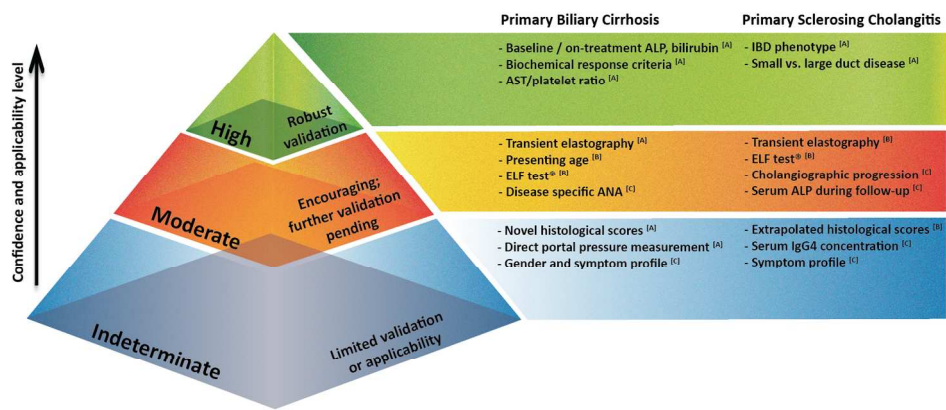 Primary Biliary Cirrhosis
Primary Sclerosing Cholangitis
Confidence and applicability level
High
Robust
validation
- Baseline / on-treatment ALP, bilirubin [A]
- Biochemical response criteria [A]
- AST/platelet ratio [A]
- IBD phenotype [A]
- Small vs. large duct disease [A]
Moderate
Encouraging;
further validation
pending
- Transient elastography [A]
- Presenting age [B]
- ELF test® [B]
- Disease specific ANA [C]
- Transient elastography [B]
- ELF test® [B]
- Cholangiographic progression [C]
- Serum ALP during follow-up [C]
Indeterminate
Limited validation
or applicability
- Novel histological scores [A]
- Direct portal pressure measurement [A]
- Gender and symptom profile [C]
- Extrapolated histological scores [B]
- Serum IgG4 concentration [C]
- Symptom profile [C]